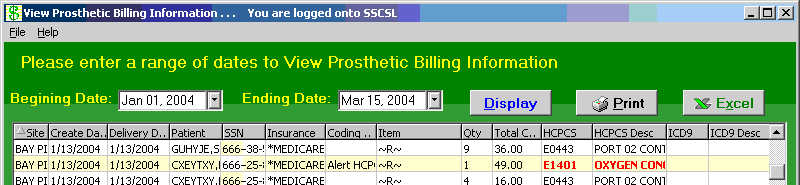 View Prosthetic Billing Information . . .   You are logged onto SSCSL
File Help
Please enter a range of dates to View Prosthetic Billing Information
Begining Date: Jan 01, 2004 Ending Date: Mar 15, 2004 Display Print Excel
Site Create Da... Delivery D... Patient SSN Insurance Coding ... Item Qty Total C... HCPCS HCPCS Desc ICD9 ICD9 Desc
BAY PI 1/13/2004 1/13/2004 GUHYJE,S 666-38-5 *MEDICARE ~R~ 9 36.00 E0443 PORT 02 CONT
BAY PI 1/13/2004 1/13/2004 CXEYTXY,I 666-25-8 *MEDICARE Alert HCPC ~R~ 1 49.00 E1401 OXYGEN CONC
BAY PI 1/13/2004 1/13/2004 CXEYTXY,I 666-25-8 *MEDICARE ~R~ 4 16.00 E0443 PORT 02 CONT